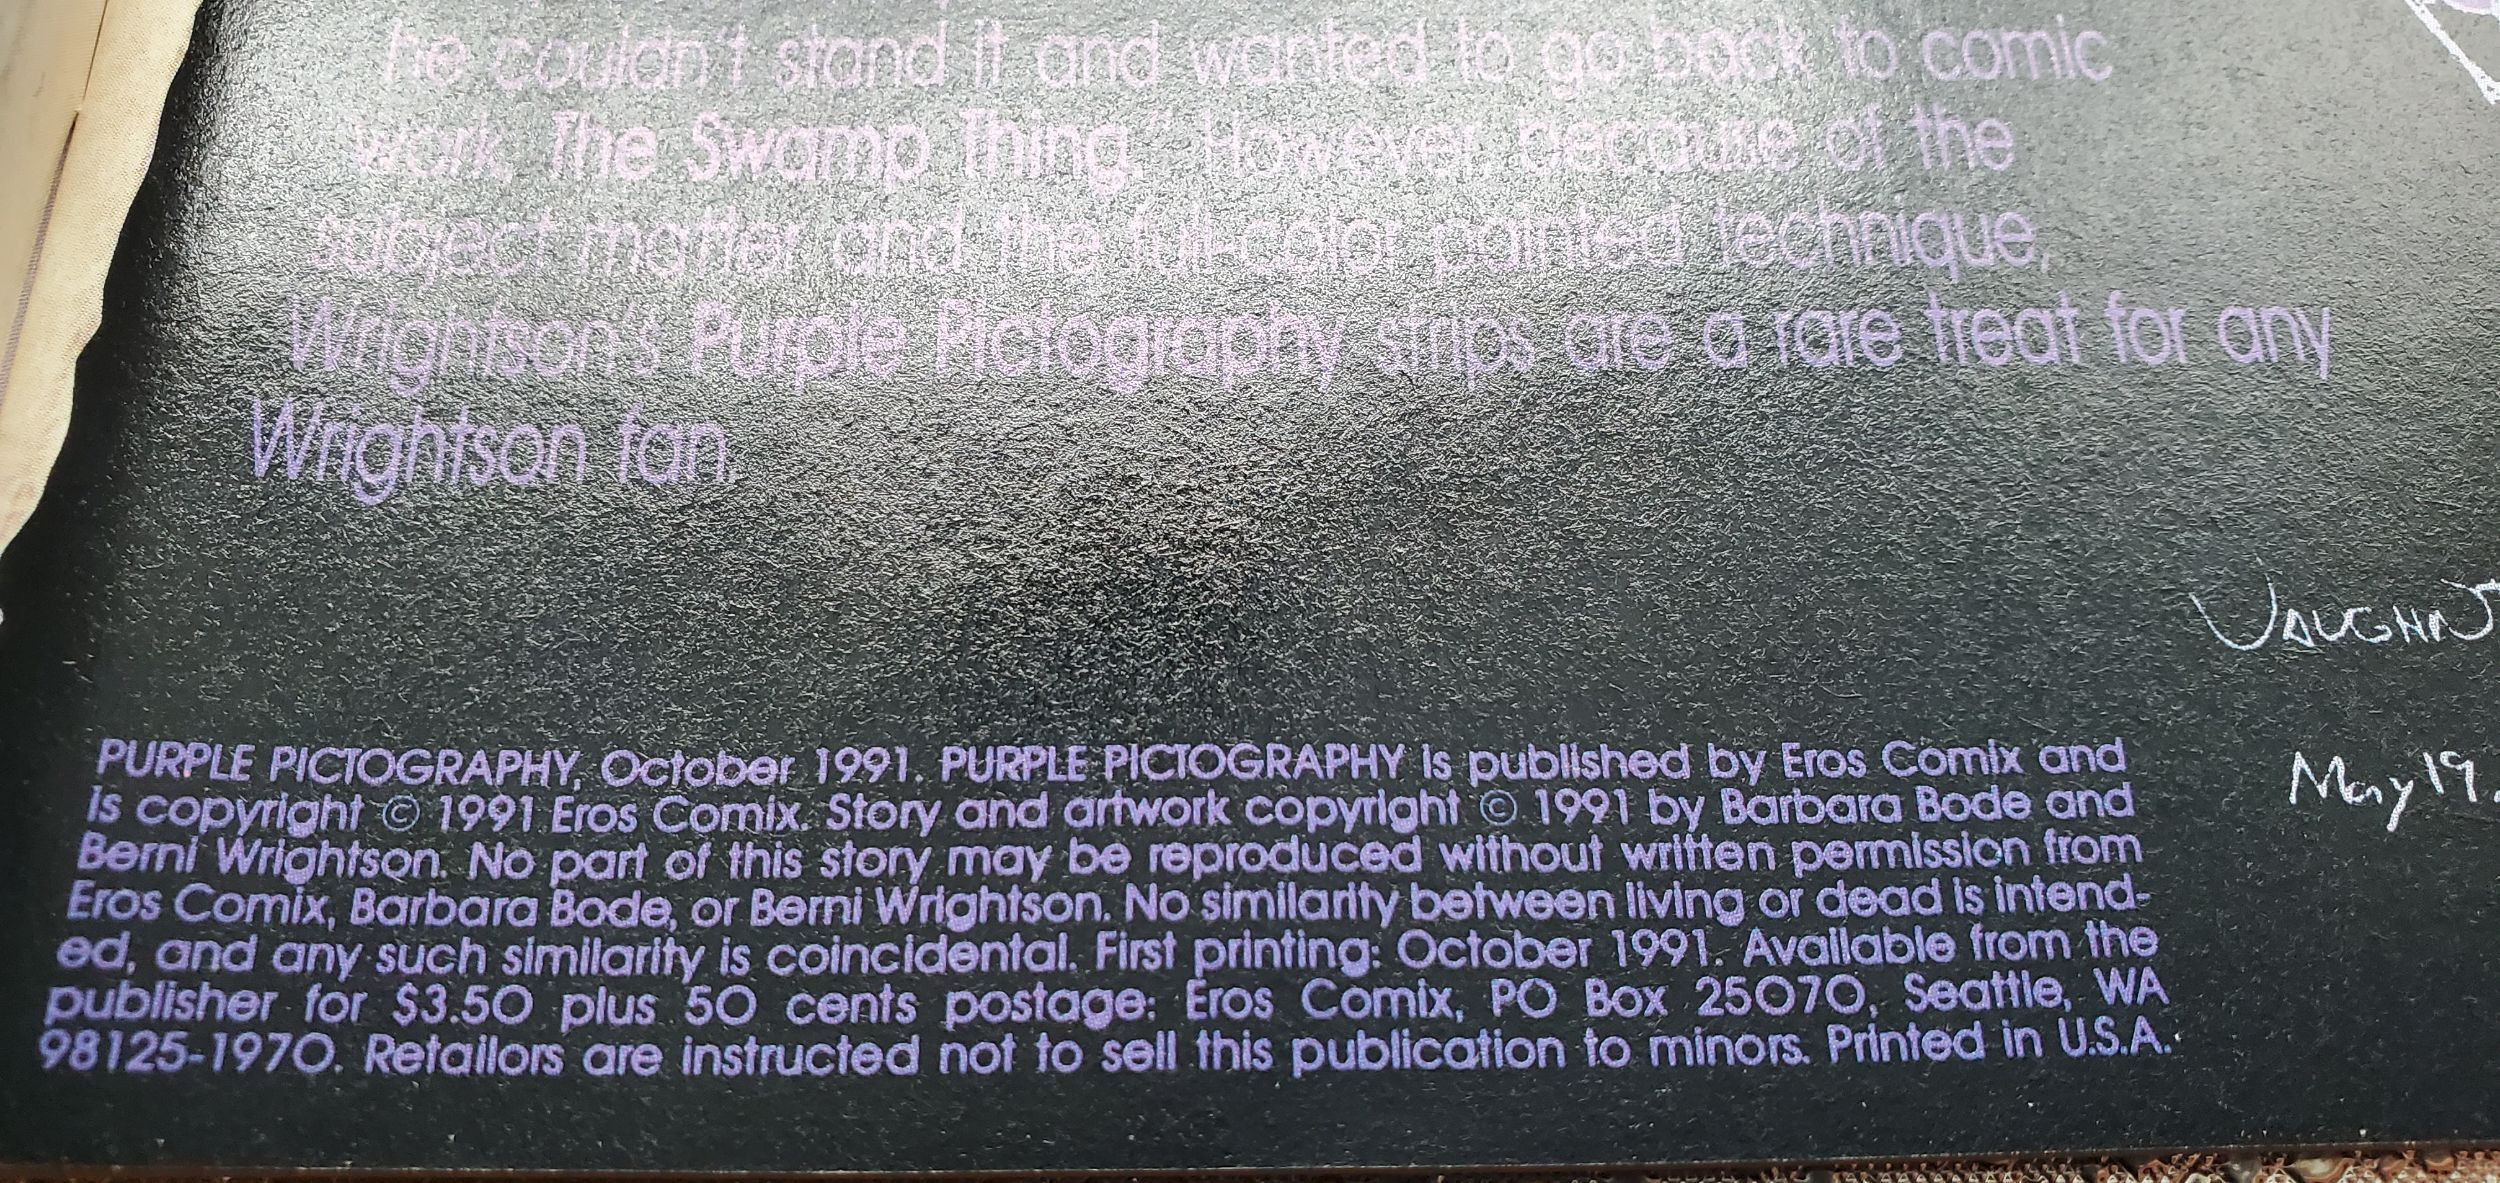 he couldn't stand it and wanted to go back to comic
work, The Swamp Thing." However, because of the
subject matter and the full-color painted technique,
Wrightson's Purple Pictography strips are a rare treat for any
Wrightson fan.
VAUGHN
May 19
PURPLE PICTOGRAPHY, October 1991. PURPLE PICTOGRAPHY is published by Eros Comix and
is copyright © 1991 Eros Comix. Story and artwork copyright © 1991 by Barbara Bode and
Berni Wrightson. No part of this story may be reproduced without written permission from
Eros Comix, Barbara Bode, or Berni Wrightson. No similarity between living or dead is intend-
ed, and any such similarity is coincidental. First printing: October 1991. Available from the
publisher for $3.50 plus 50 cents postage: Eros Comix, PO Box 25070, Seattle, WA
98125-1970. Retailors are instructed not to sell this publication to minors. Printed in U.S.A.